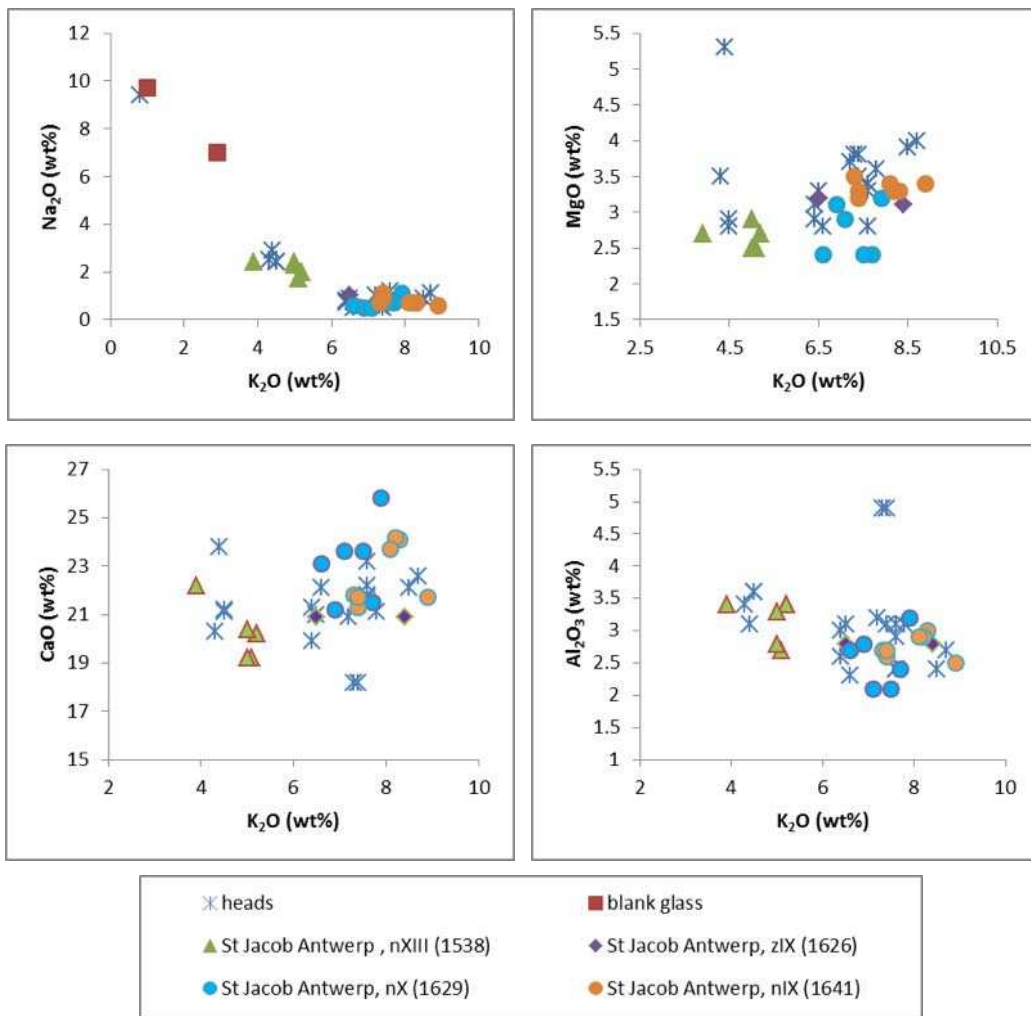 12
10
8
6
4
2
0
Na₂O (wt%)
0 2 4 6 8 10
K₂O (wt%)
5.5
5
4.5
4
3.5
3
2.5
2
1.5
MgO (wt%)
2.5 4.5 6.5 8.5 10.5
K₂O (wt%)
27
25
23
21
19
17
15
CaO (wt%)
2 4 6 8 10
K₂O (wt%)
5.5
5
4.5
4
3.5
3
2.5
2
1.5
1
Al₂O₃ (wt%)
2 3 4 5 6 7 8 9 10
K₂O (wt%)
heads
blank glass
St Jacob Antwerp , nXIII (1538)
St Jacob Antwerp, zIX (1626)
St Jacob Antwerp, nX (1629)
St Jacob Antwerp, nIX (1641)